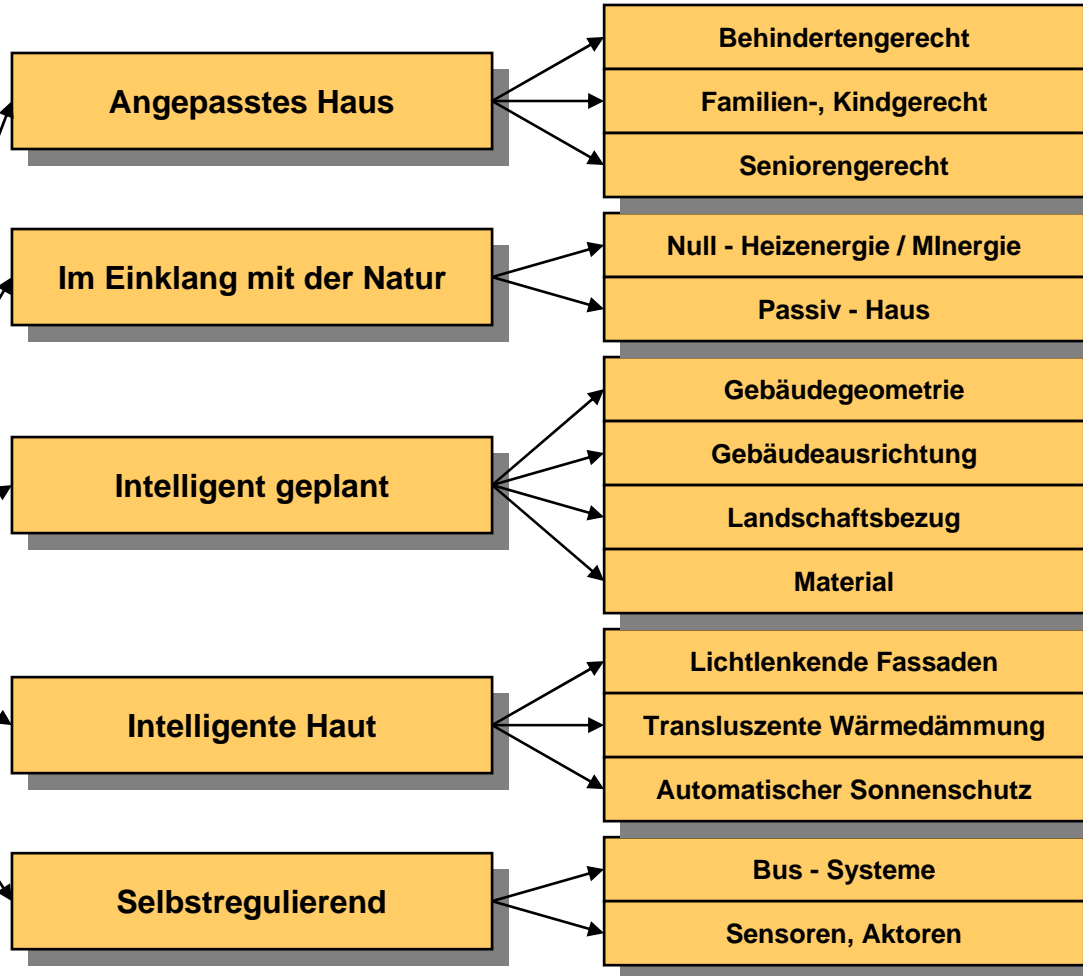 Angepasstes Haus
Behindertengerecht
Familien-, Kindgerecht
Seniorengerecht
Im Einklang mit der Natur
Null - Heizenergie / MInergie
Passiv - Haus
Intelligent geplant
Gebäudegeometrie
Gebäudeausrichtung
Landschaftsbezug
Material
Intelligente Haut
Lichtlenkende Fassaden
Transluszente Wärmedämmung
Automatischer Sonnenschutz
Selbstregulierend
Bus - Systeme
Sensoren, Aktoren